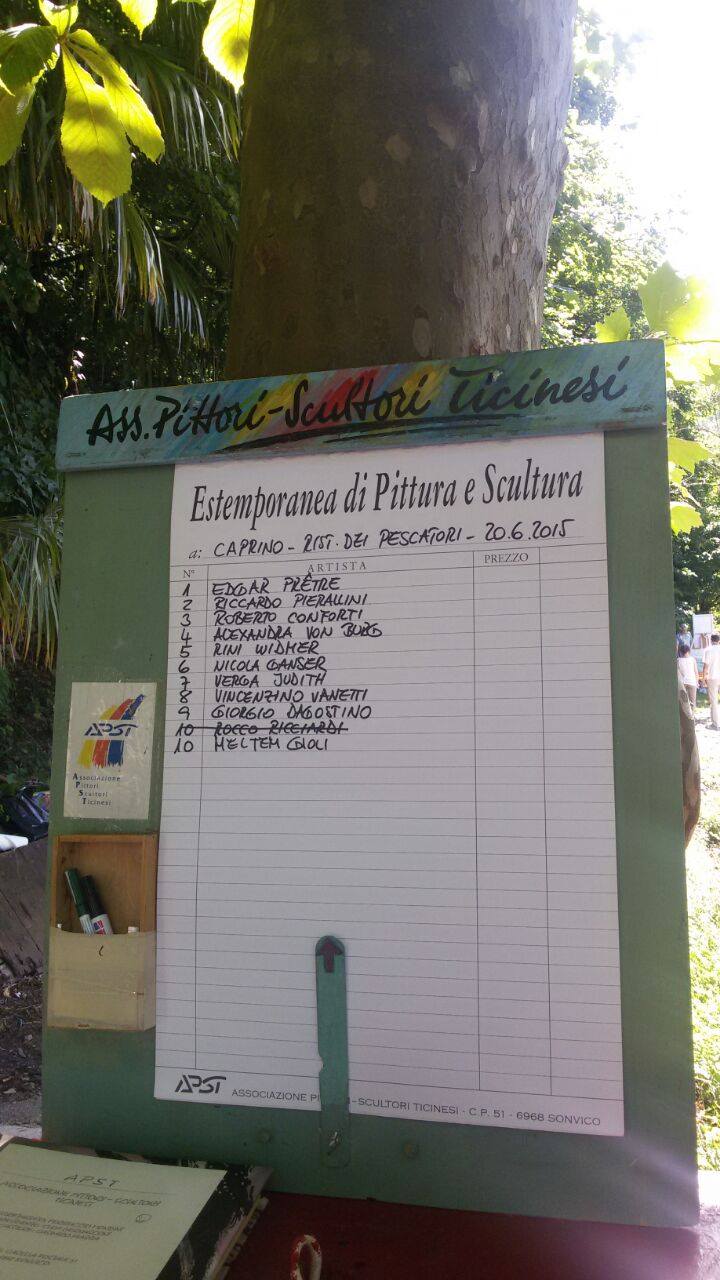 Ass. Pittori-Scultori Ticinesi
Estemporanea di Pittura e Scultura
a: CAPRINO - RIST. DEI PESCATORI - 20.6.2015
N° ARTISTA PREZZO
1 EDGAR PRÊTRE
2 RICCARDO PIERALLINI
3 ROBERTO CONFORTI
4 ALEXANDRA VON BURG
5 RINI WIDMER
6 NICOLA GANSER
7 VERGA JUDITH
8 VINCENZINO VANETTI
9 GIORGIO DAGOSTINO
10 ROCCO RICCIARDI
10 MELTEM GIOLI
APST
Associazione
Pittori
Scultori
Ticinesi
APST ASSOCIAZIONE -SCULTORI TICINESI - C.P. 51 - 6968 SONVICO
APST
ASSOCIAZIONE PITTORI - SCULTORI
TICINESI